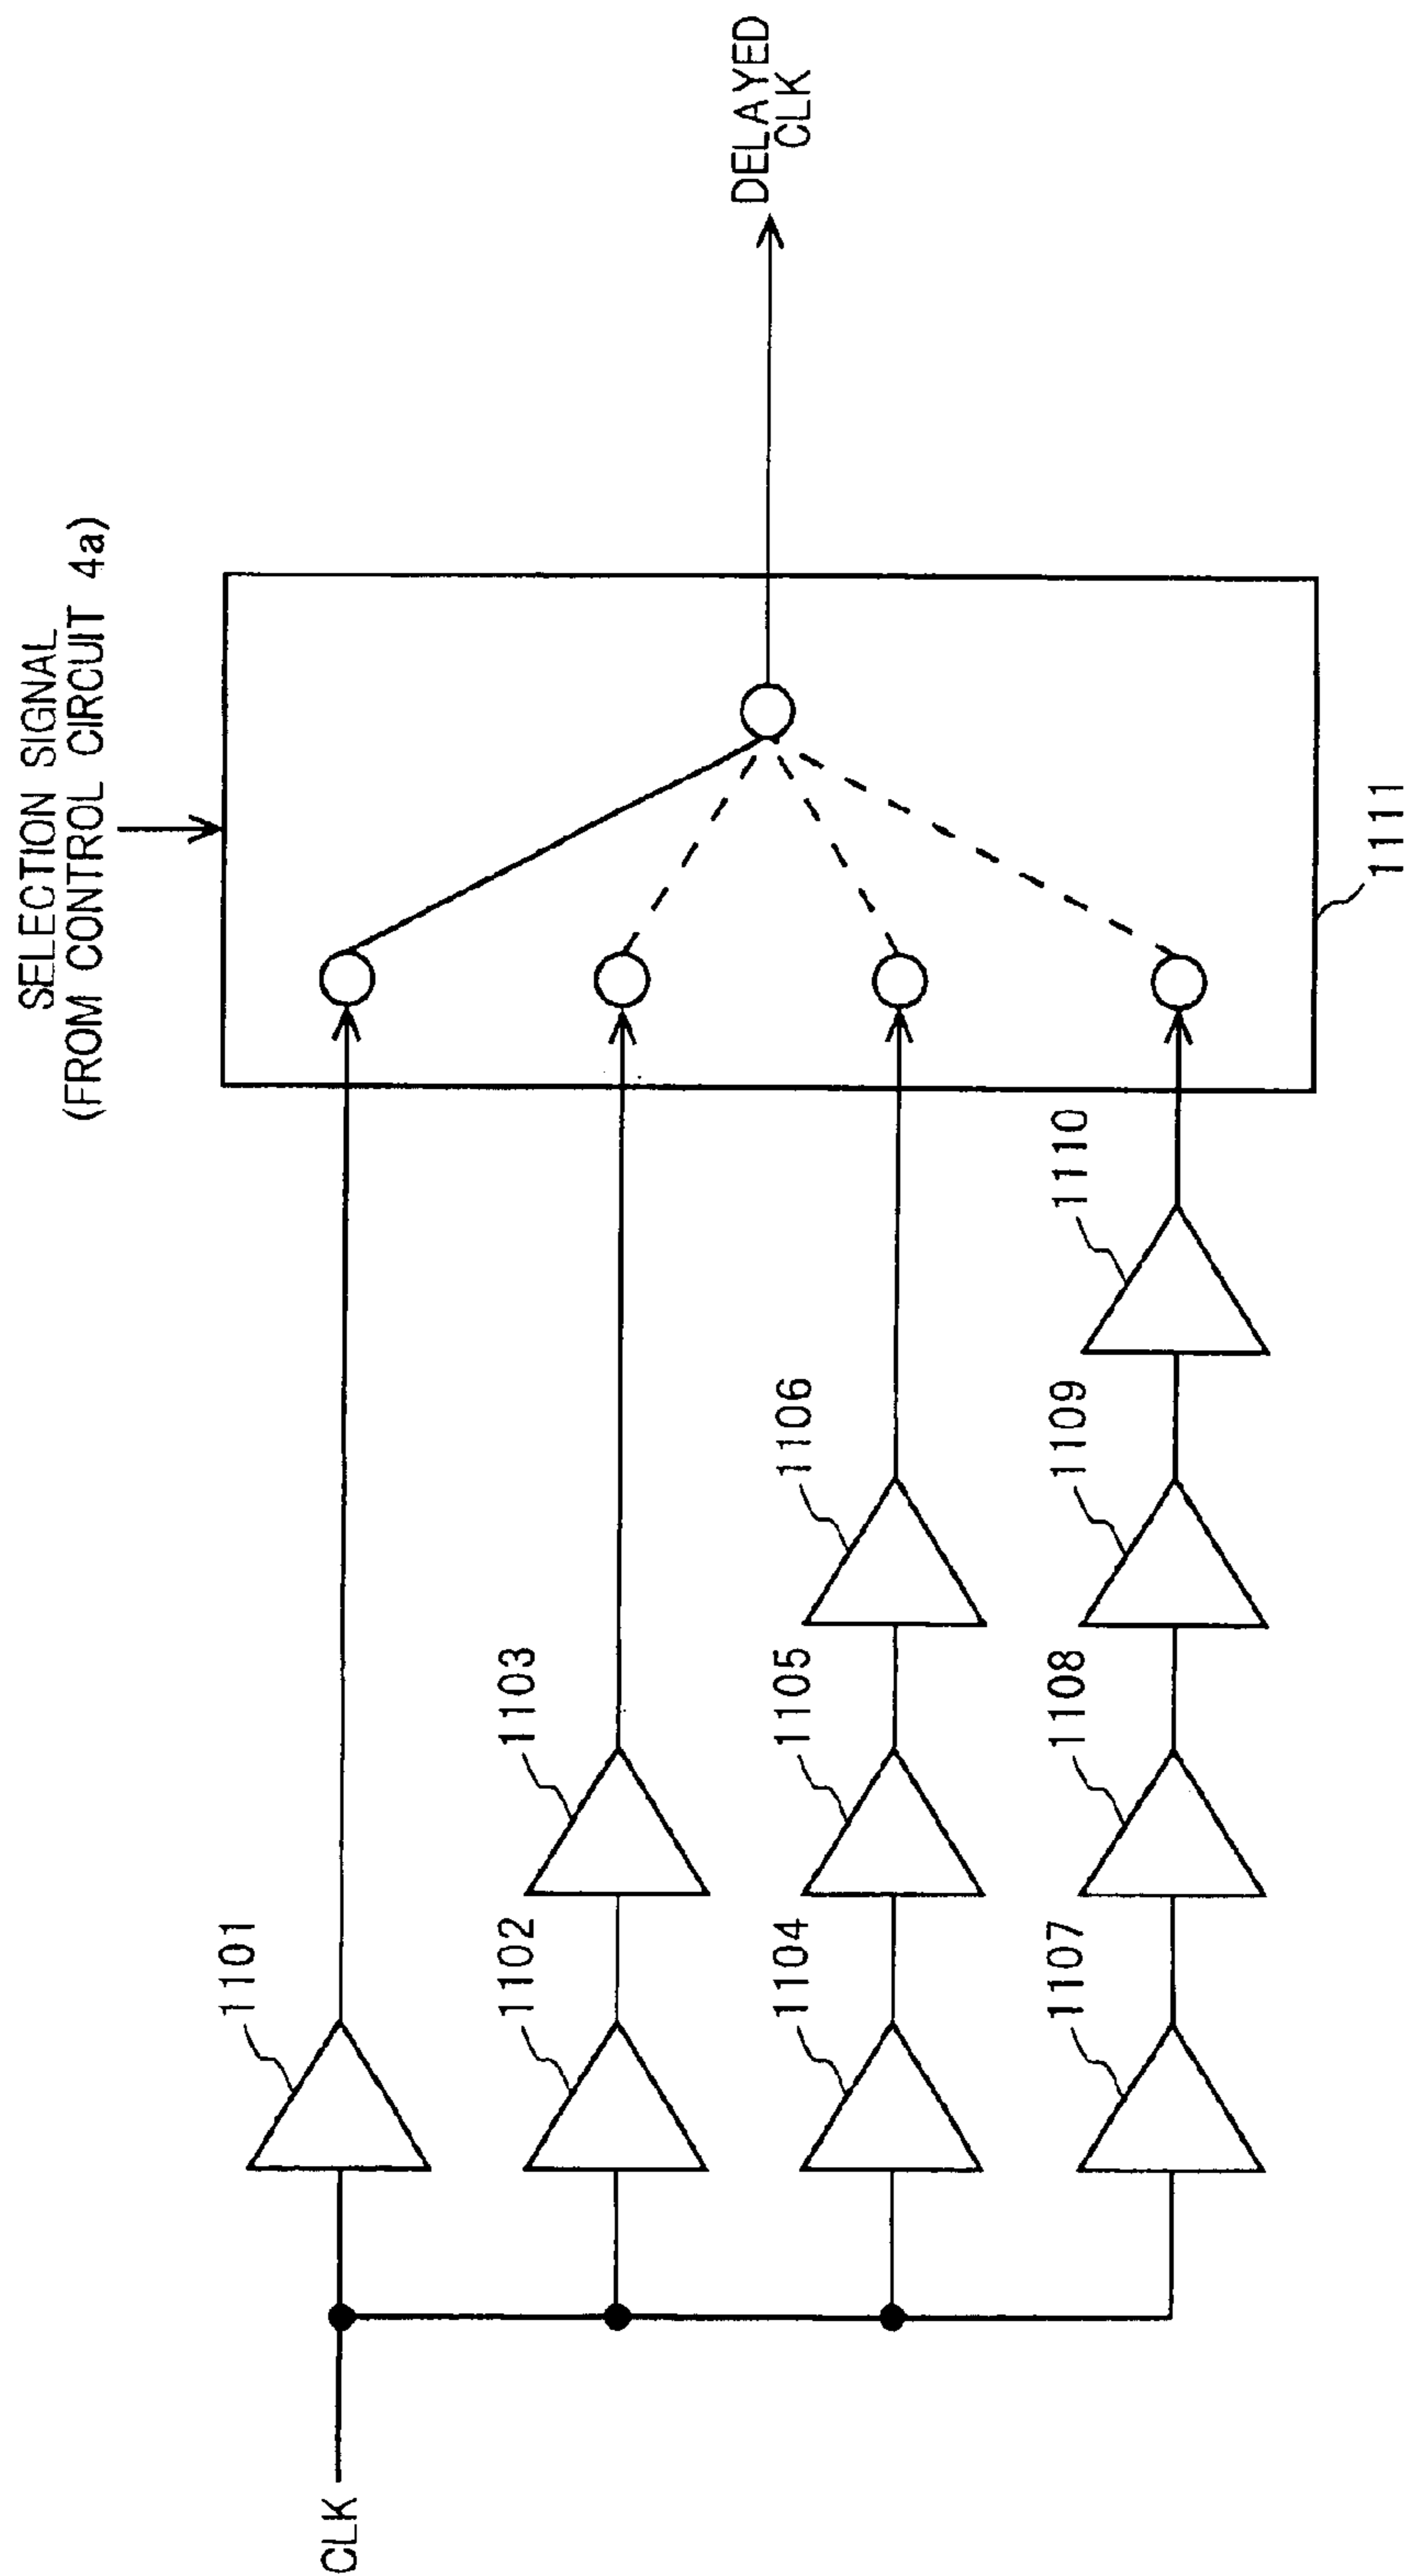 SELECTION SIGNAL
(FROM CONTROL CIRCUIT 4a)
CLK
1101
1102
1103
1104
1105
1106
1107
1108
1109
1110
1111
DELAYED
CLK